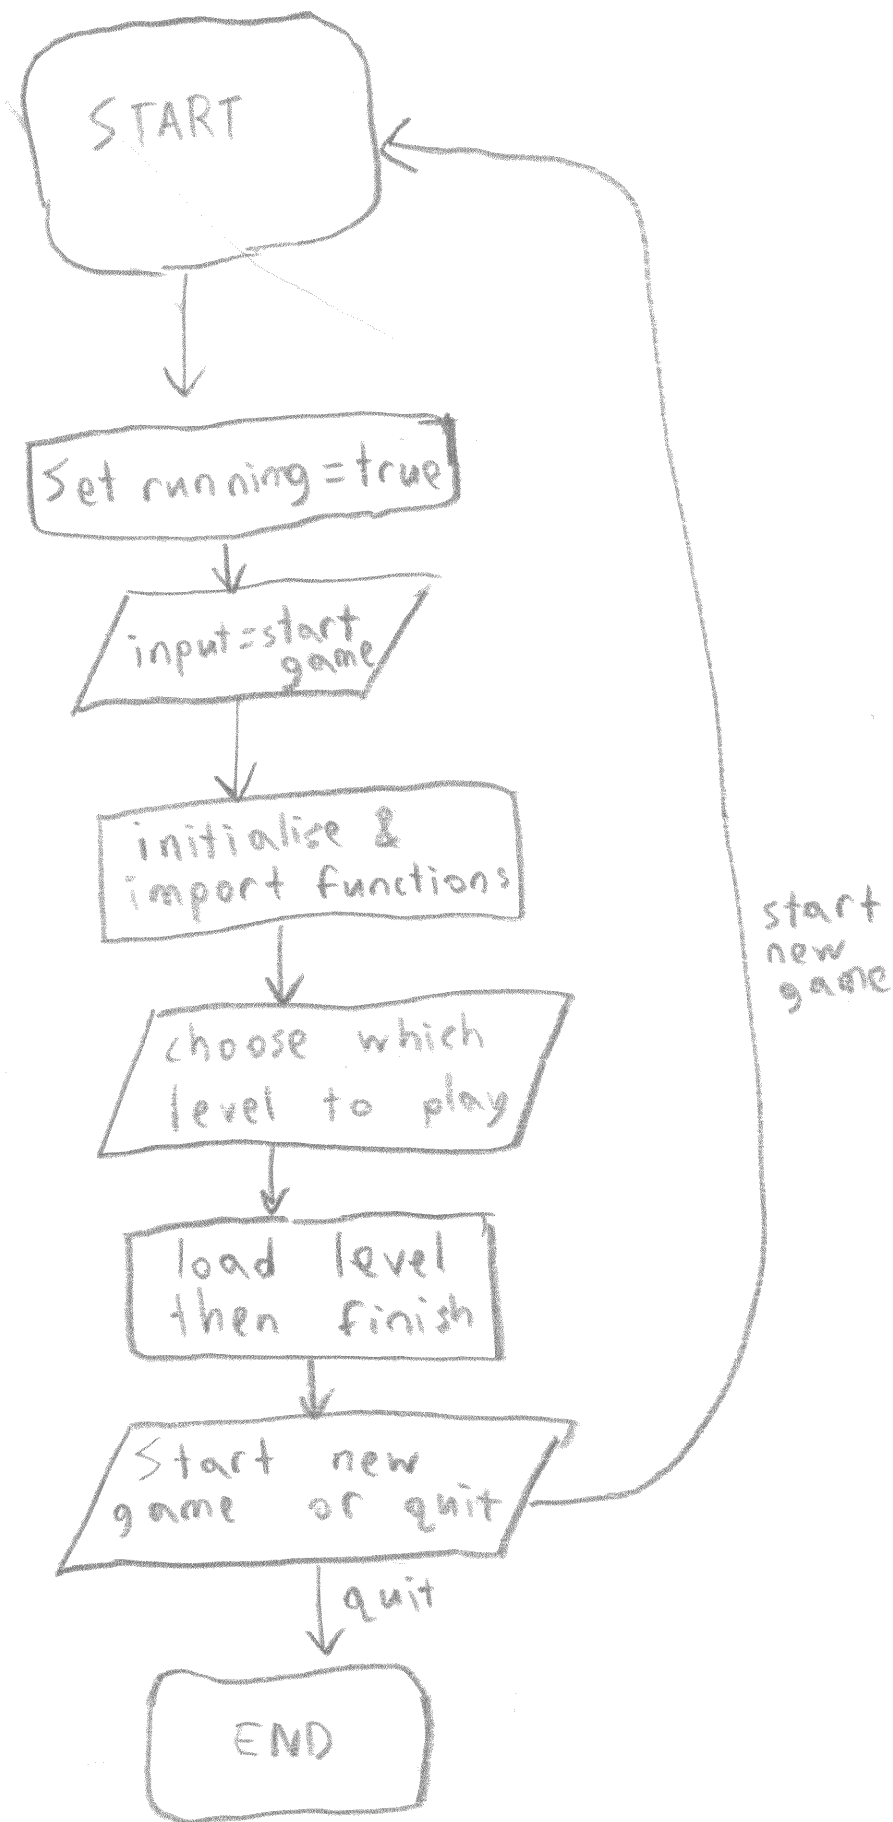 START
Set running=true
input=start
game
initialise &
import functions
choose which
level to play
load level
then finish
start
new
game
Start new
game or quit
quit
END